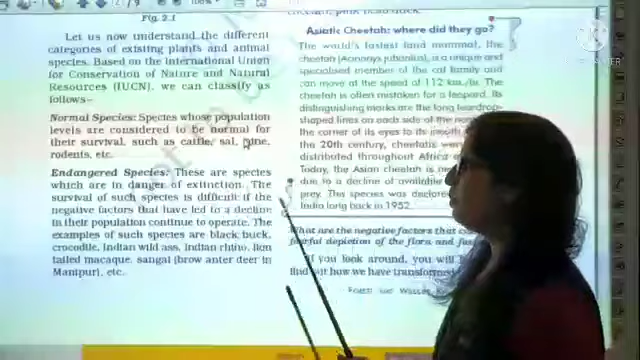 Fig. 2.1
Let us now understand the different
categories of existing plants and animal
species. Based on the International Union
for Conservation of Nature and Natural
Resources (IUCN), we can classify as
follows–
Normal Species: Species whose population
levels are considered to be normal for
their survival, such as cattle, sal, pine,
rodents, etc.
Endangered Species: These are species
which are in danger of extinction. The
survival of such species is difficult if the
negative factors that have led to a decline
in their population continue to operate. The
examples of such species are black buck,
crocodile, Indian wild ass, Indian rhino, lion
tailed macaque, sangai (brow anter deer in
Manipur), etc.
Asiatic Cheetah: where did they go?
The world's fastest land mammal, the
cheetah (Acinonyx jubantus), is a unique and
specialised member of the cat family and
can move at the speed of 112 km./hr. The
cheetah is often mistaken for a leopard. Its
distinguishing marks are the long teardrop-
shaped lines on each side of the nose
the corner of its eyes to its mouth
the 20th century, cheetahs were
distributed throughout Africa
Today, the Asian cheetah is
due to a decline of available
prey. The species was declared
India long back in 1952.
What are the negative factors that
fearful depletion of the flora and
If you look around, you will
find out how we have transformed